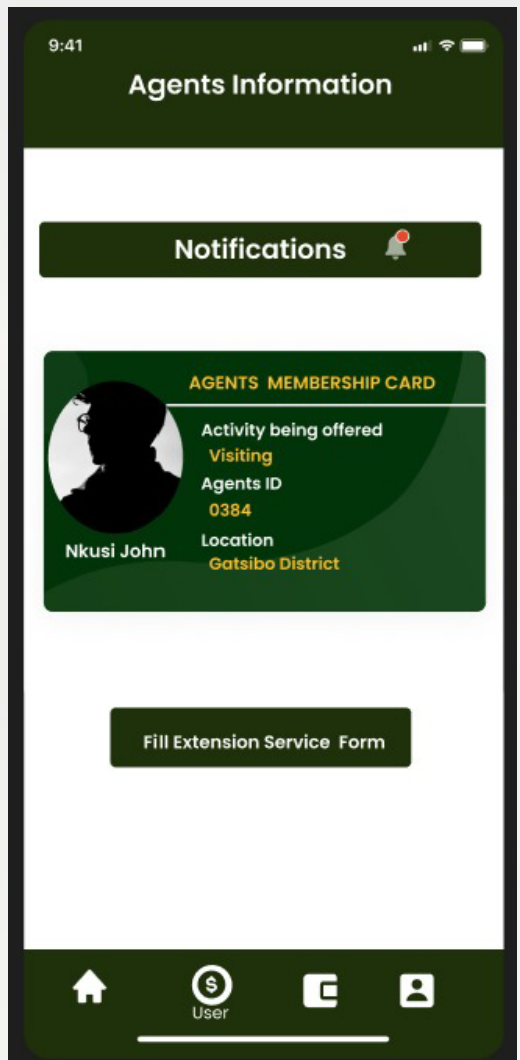 9:41
Agents Information
Notifications
AGENTS MEMBERSHIP CARD
Activity being offered
Visiting
Agents ID
0384
Location
Gatsibo District
Nkusi John
Fill Extension Service Form
$
User